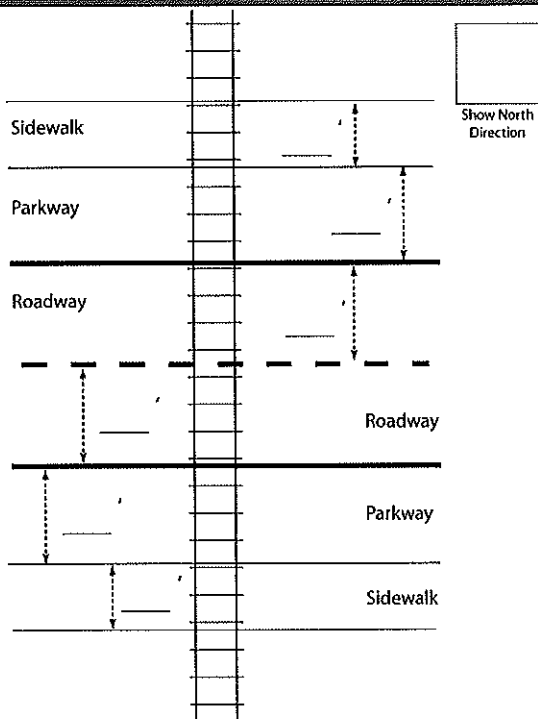 Show North
Direction
Sidewalk
Parkway
Roadway
Roadway
Parkway
Sidewalk